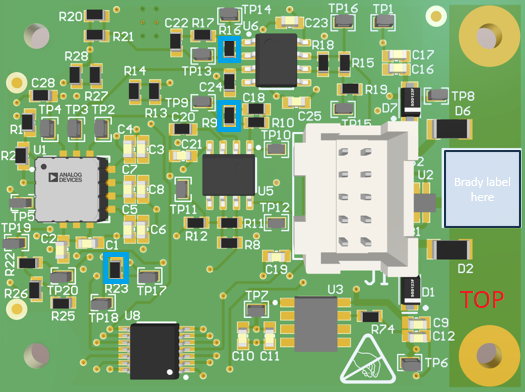 R20
TP14
TP16
TP1
C22
R17
U6
C23
R21
R16
R28
TP13
R18
R15
C17
C16
C28
R27
R14
R13
C24
TP9
R19
D7
TP8
TP4
TP3
TP2
C20
R9
C18
R10
C25
TP15
D6
C4
U1
C3
C21
TP10
ANALOG
DEVICES
C7
C8
U5
U2
Brady label
here
TP5
C5
TP11
TP19
C6
R12
R11
TP12
C2
C1
R8
R22
R23
C19
J1
D2
R26
TP20
TP17
R25
TP18
U8
TP7
U3
D1
TOP
R74
C9
C12
C10
C11
TP6